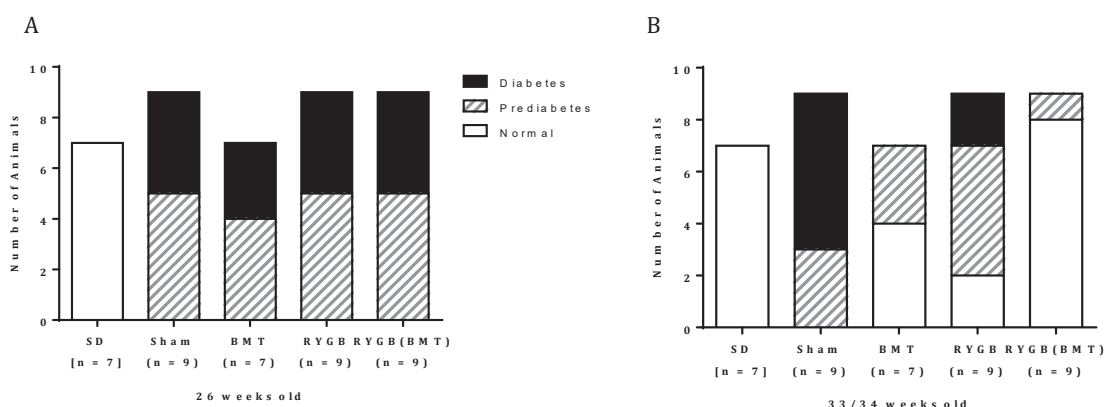 A
Number of Animals
10
8
6
4
2
0
SD
[n = 7]
Sham
(n = 9)
BMT
(n = 7)
RYGB
(n = 9)
RYGB(BMT)
(n = 9)
26 weeks old
Diabetes
Prediabetes
Normal
B
Number of Animals
10
8
6
4
2
0
SD
[n = 7]
Sham
(n = 9)
BMT
(n = 7)
RYGB
(n = 9)
RYGB(BMT)
(n = 9)
33/34 weeks old